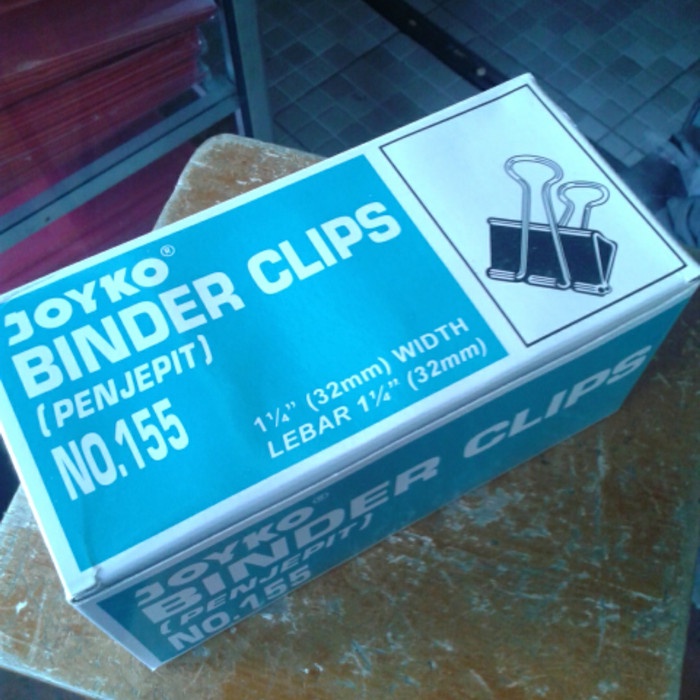 JOYKO®
BINDER CLIPS
(PENJEPIT)
NO.155
1¼" (32mm) WIDTH
LEBAR 1¼" (32mm)
JOYKO®
BINDER CLIPS
(PENJEPIT)
NO.155